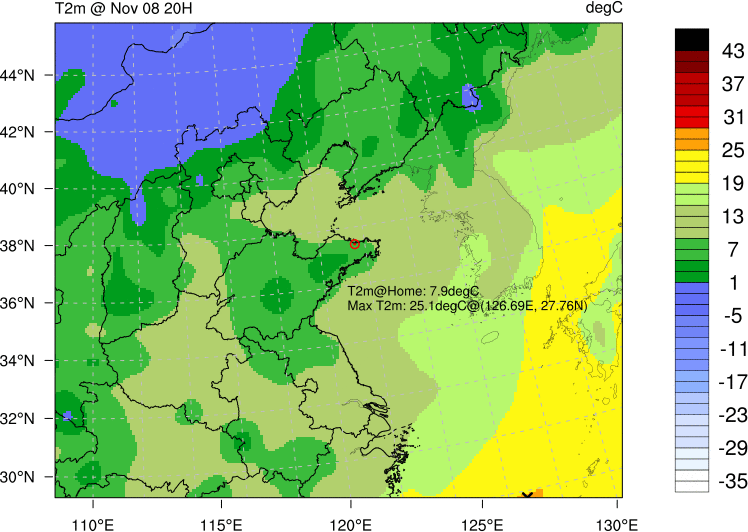 T2m @ Nov 08 20H
degC
44°N
42°N
40°N
38°N
36°N
34°N
32°N
30°N
T2m@Home: 7.9degC
Max T2m: 25.1degC@(126.69E, 27.76N)
110°E
115°E
120°E
125°E
130°E
43
37
31
25
19
13
7
1
-5
-11
-17
-23
-29
-35